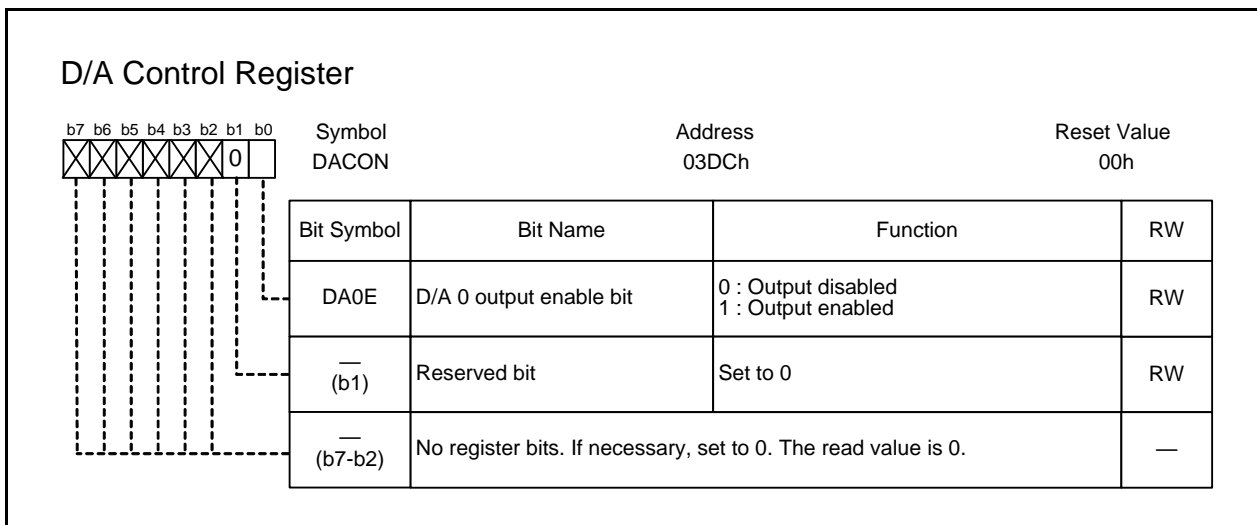 D/A Control Register
b7 b6 b5 b4 b3 b2 b1 b0
Symbol Address Reset Value
0
DACON 03DCh 00h
Bit Symbol Bit Name Function RW
DA0E D/A 0 output enable bit 0 : Output disabled
1 : Output enabled RW
—
(b1) Reserved bit Set to 0 RW
—
(b7-b2) No register bits. If necessary, set to 0. The read value is 0. —